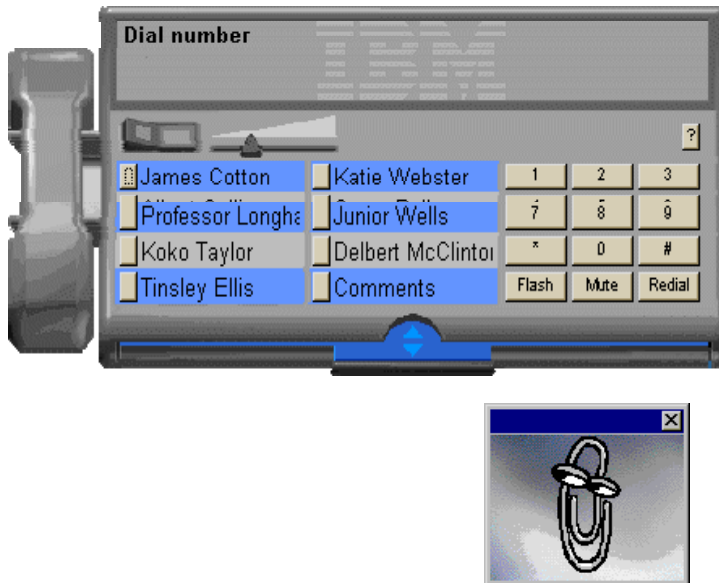 Dial number
IBM
?
James Cotton Katie Webster 1 2 3
Professor Longha Junior Wells 7 8 9
Koko Taylor Delbert McClinto * 0 #
Tinsley Ellis Comments Flash Mute Redial